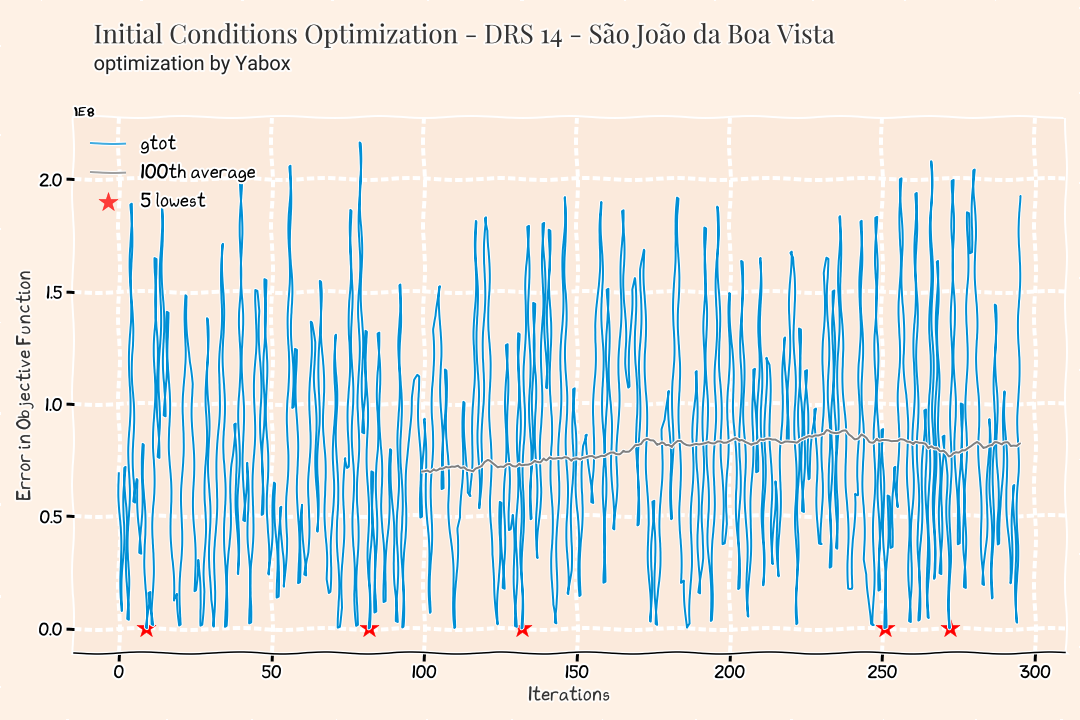 Initial Conditions Optimization - DRS 14 - São João da Boa Vista
optimization by Yabox
1E8
gtot
100th average
5 lowest
2.0
1.5
1.0
0.5
0.0
Error in Objective Function
0 50 100 150 200 250 300
Iterations